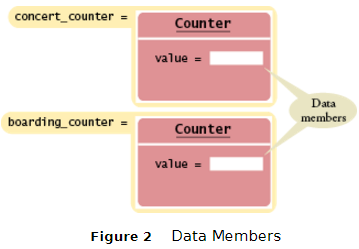 concert_counter =
Counter
value =
Data
members
boarding_counter =
Counter
value =
Figure 2 Data Members